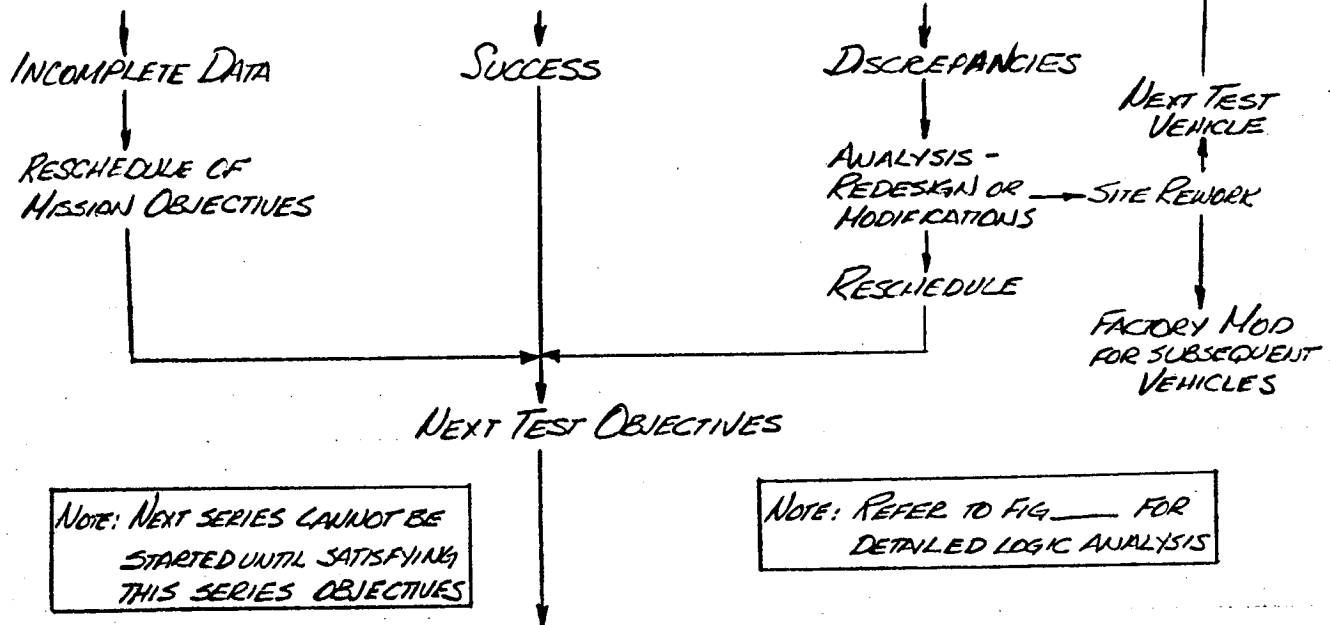 INCOMPLETE DATA
SUCCESS
DISCREPANCIES
NEXT TEST
VEHICLE
RESCHEDULE OF
MISSION OBJECTIVES
ANALYSIS -
REDESIGN OR
MODIFICATIONS
SITE REWORK
RESCHEDULE
FACTORY MOD
FOR SUBSEQUENT
VEHICLES
NEXT TEST OBJECTIVES
NOTE: NEXT SERIES CANNOT BE
STARTED UNTIL SATISFYING
THIS SERIES OBJECTIVES
NOTE: REFER TO FIG ___ FOR
DETAILED LOGIC ANALYSIS